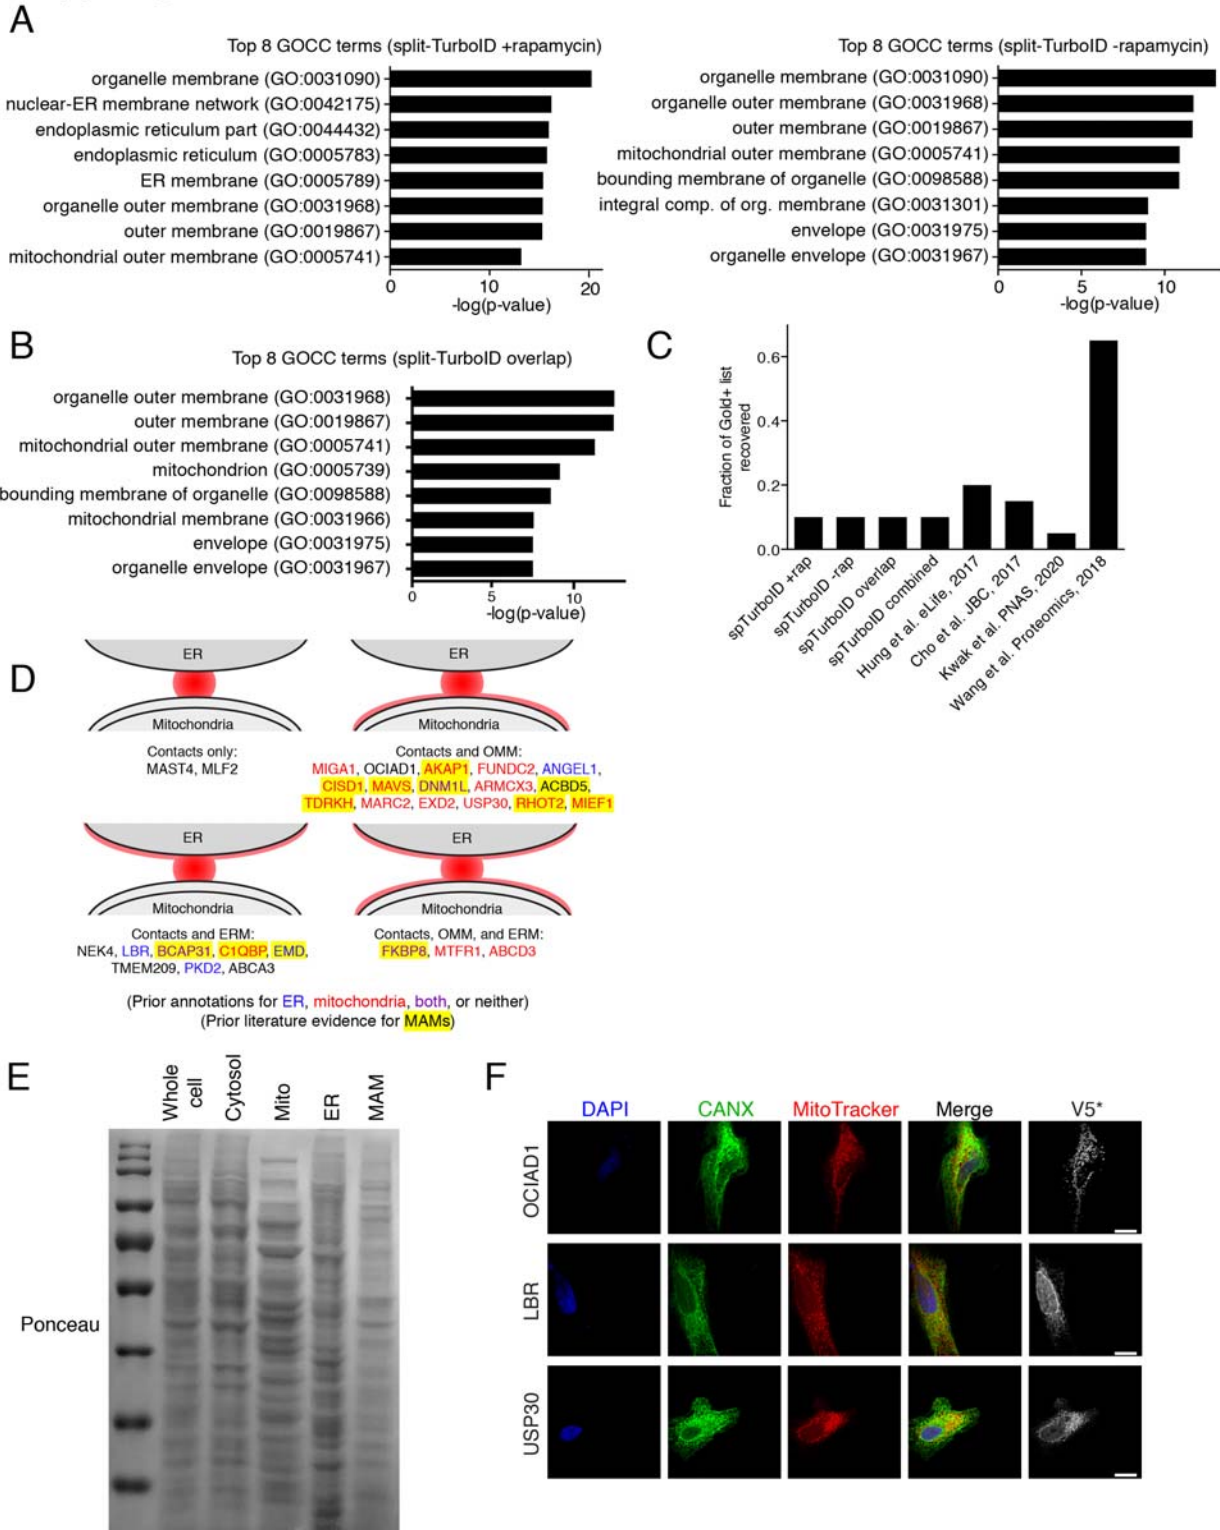 A
Top 8 GOCC terms (split-TurboID +rapamycin)
organelle membrane (GO:0031090)
nuclear-ER membrane network (GO:0042175)
endoplasmic reticulum part (GO:0044432)
endoplasmic reticulum (GO:0005783)
ER membrane (GO:0005789)
organelle outer membrane (GO:0031968)
outer membrane (GO:0019867)
mitochondrial outer membrane (GO:0005741)
0 10 20
-log(p-value)
Top 8 GOCC terms (split-TurboID -rapamycin)
organelle membrane (GO:0031090)
organelle outer membrane (GO:0031968)
outer membrane (GO:0019867)
mitochondrial outer membrane (GO:0005741)
bounding membrane of organelle (GO:0098588)
integral comp. of org. membrane (GO:0031301)
envelope (GO:0031975)
organelle envelope (GO:0031967)
0 5 10
-log(p-value)
B
Top 8 GOCC terms (split-TurboID overlap)
organelle outer membrane (GO:0031968)
outer membrane (GO:0019867)
mitochondrial outer membrane (GO:0005741)
mitochondrion (GO:0005739)
bounding membrane of organelle (GO:0098588)
mitochondrial membrane (GO:0031966)
envelope (GO:0031975)
organelle envelope (GO:0031967)
0 5 10
-log(p-value)
C
Fraction of Gold+ list
recovered
0.6
0.4
0.2
0.0
spTurboID +rap
spTurboID -rap
spTurboID overlap
spTurboID combined
Hung et al. eLife, 2017
Cho et al. JBC, 2017
Kwak et al. PNAS, 2020
Wang et al. Proteomics, 2018
D
ER
Mitochondria
Contacts only:
MAST4, MLF2
ER
Mitochondria
Contacts and OMM:
MIGA1, OCIAD1, AKAP1, FUNDC2, ANGEL1,
CISD1, MAVS, DNM1L, ARMCX3, ACBD5,
TDRKH, MARC2, EXD2, USP30, RHOT2, MIEF1
ER
Mitochondria
Contacts and ERM:
NEK4, LBR, BCAP31, C1QBP, EMD,
TMEM209, PKD2, ABCA3
ER
Mitochondria
Contacts, OMM, and ERM:
FKBP8, MTFR1, ABCD3
(Prior annotations for ER, mitochondria, both, or neither)
(Prior literature evidence for MAMs)
E
Whole
cell
Cytosol
Mito
ER
MAM
Ponceau
F
DAPI CANX MitoTracker Merge V5*
OCIAD1
LBR
USP30